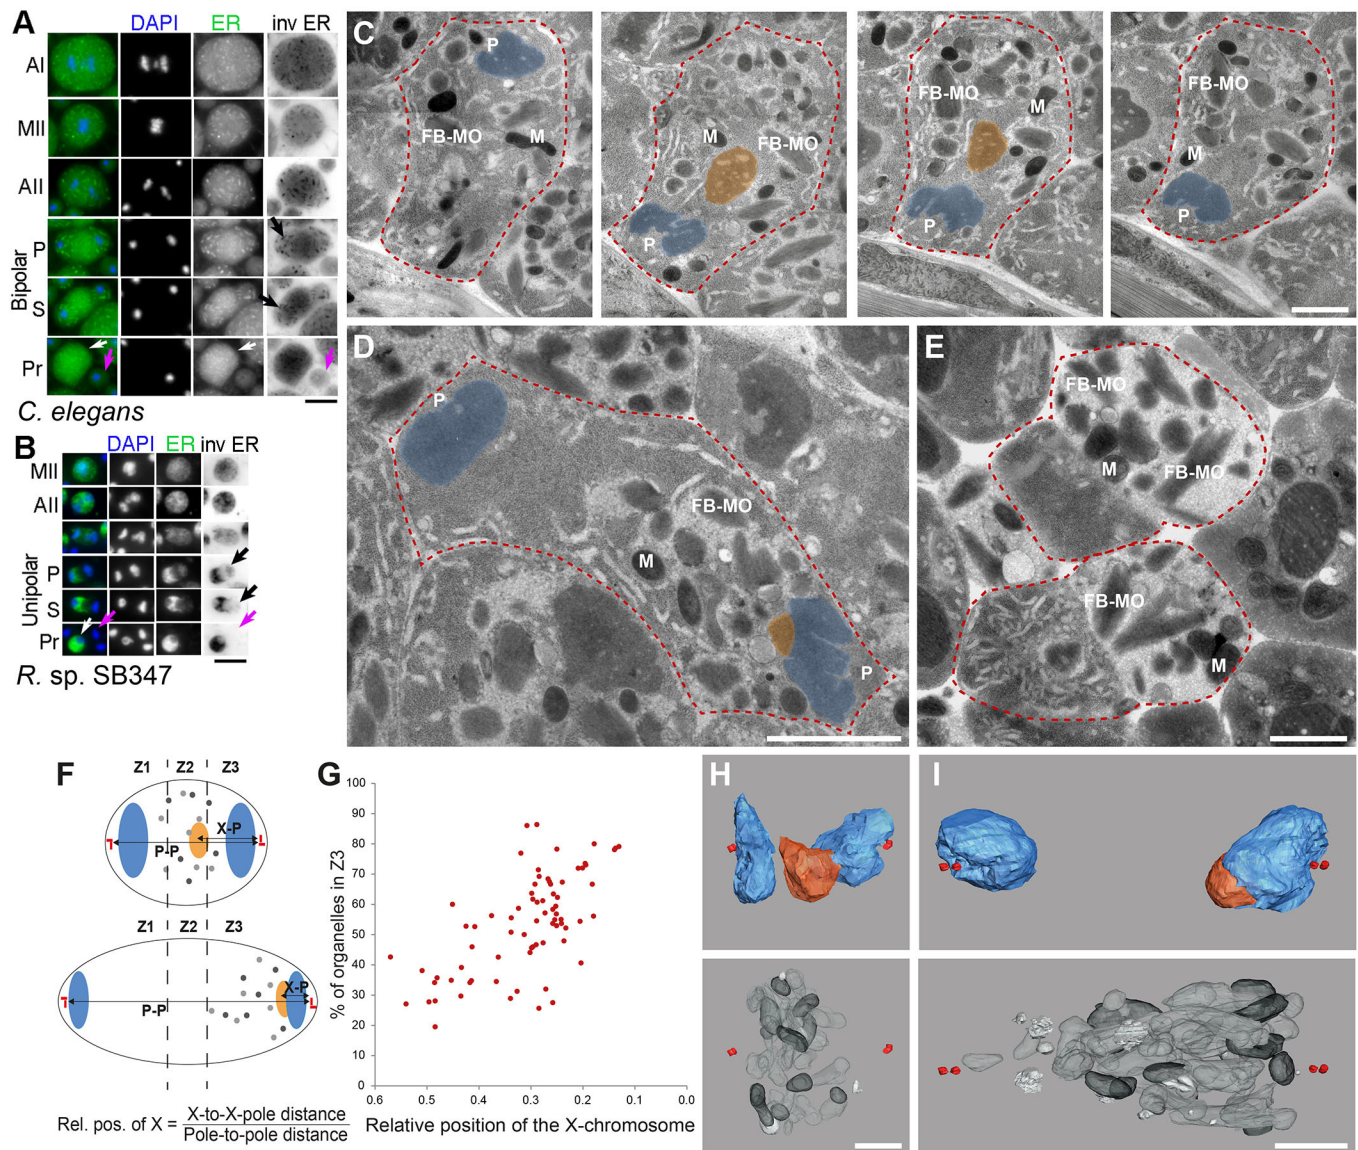 A
DAPI ER inv ER
AI
MII
AII
P
S
Pr
Bipolar
C. elegans
B
DAPI ER inv ER
MII
AII
P
S
Pr
Unipolar
R. sp. SB347
C
P
FB-MO
M
M
FB-MO
P
FB-MO
M
P
FB-MO
M
P
D
P
FB-MO
M
P
E
FB-MO
M
FB-MO
FB-MO
M
F
Z1 Z2 Z3
X-P
P-P
Z1 Z2 Z3
X-P
P-P
Rel. pos. of X = X-to-X-pole distance
Pole-to-pole distance
G
% of organelles in Z3
100
90
80
70
60
50
40
30
20
10
0
0.6 0.5 0.4 0.3 0.2 0.1 0.0
Relative position of the X-chromosome
H
I